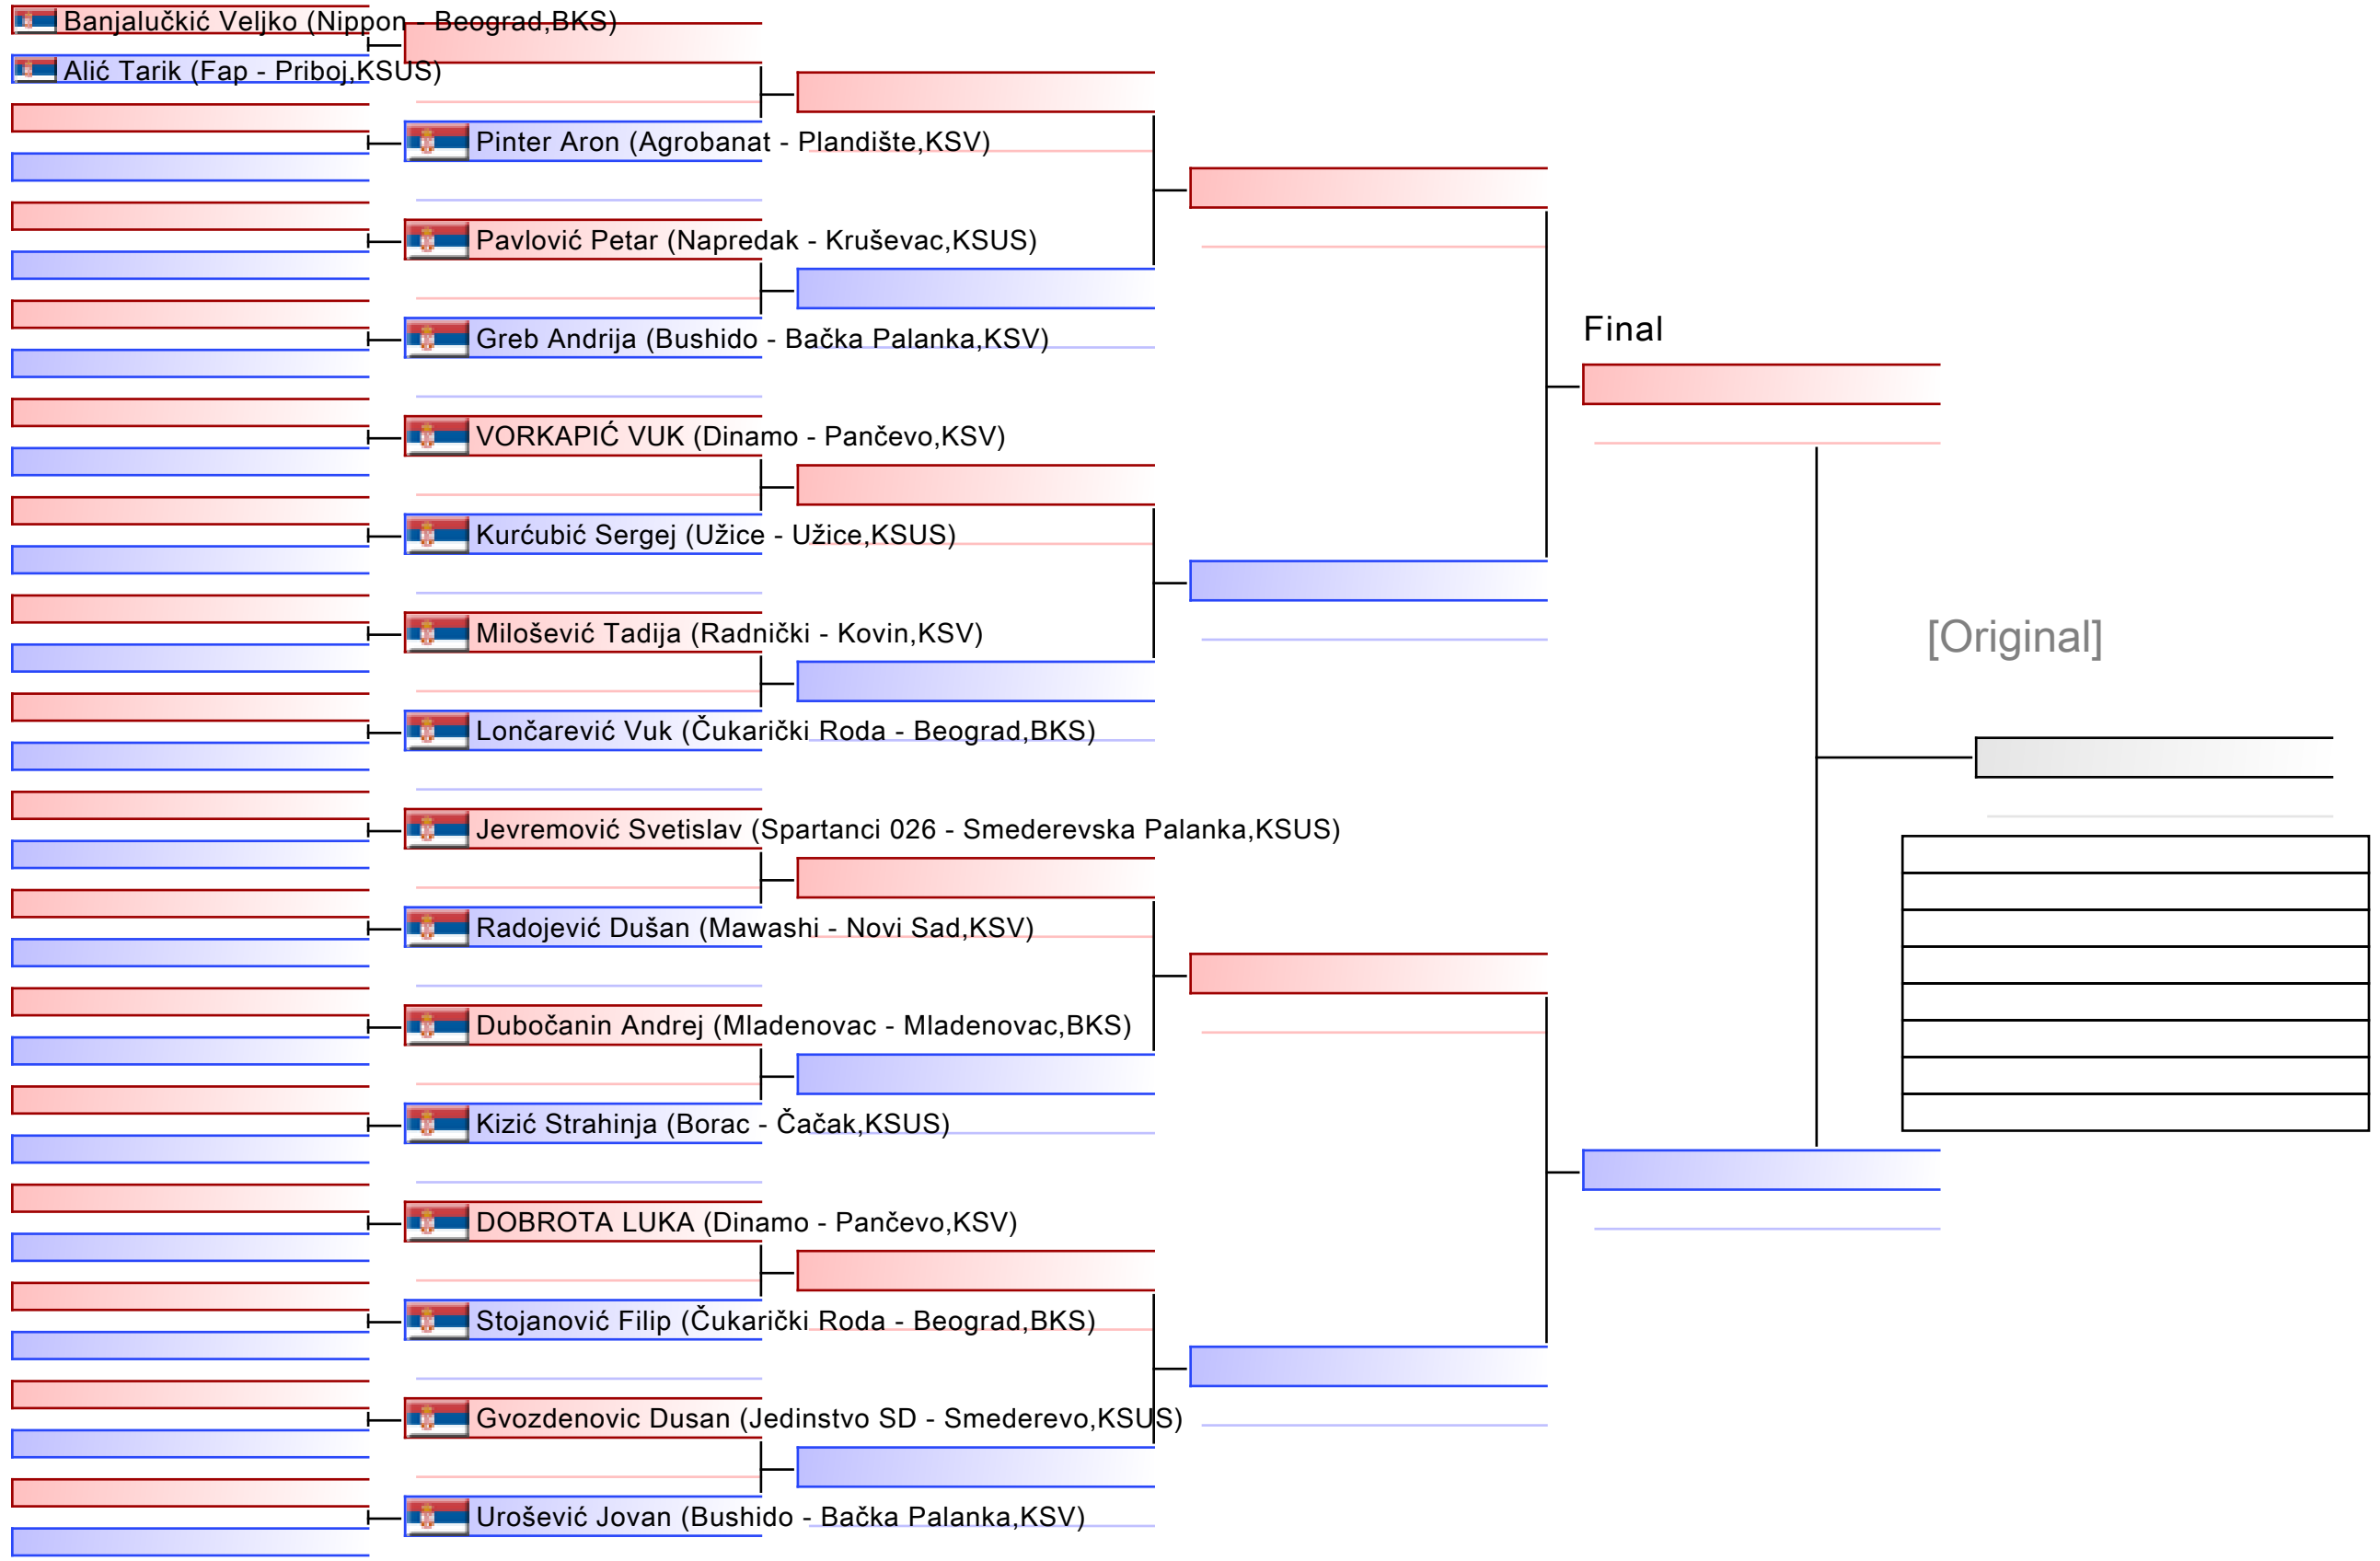 Banjalučkić Veljko (Nippon - Beograd,BKS)
Alić Tarik (Fap - Priboj,KSUS)
Pinter Aron (Agrobanat - Plandište,KSV)
Pavlović Petar (Napredak - Kruševac,KSUS)
Greb Andrija (Bushido - Bačka Palanka,KSV)
VORKAPIĆ VUK (Dinamo - Pančevo,KSV)
Kurćubić Sergej (Užice - Užice,KSUS)
Milošević Tadija (Radnički - Kovin,KSV)
Lončarević Vuk (Čukarički Roda - Beograd,BKS)
Jevremović Svetislav (Spartanci 026 - Smederevska Palanka,KSUS)
Radojević Dušan (Mawashi - Novi Sad,KSV)
Dubočanin Andrej (Mladenovac - Mladenovac,BKS)
Kizić Strahinja (Borac - Čačak,KSUS)
DOBROTA LUKA (Dinamo - Pančevo,KSV)
Stojanović Filip (Čukarički Roda - Beograd,BKS)
Gvozdenovic Dusan (Jedinstvo SD - Smederevo,KSUS)
Urošević Jovan (Bushido - Bačka Palanka,KSV)
Final
[Original]